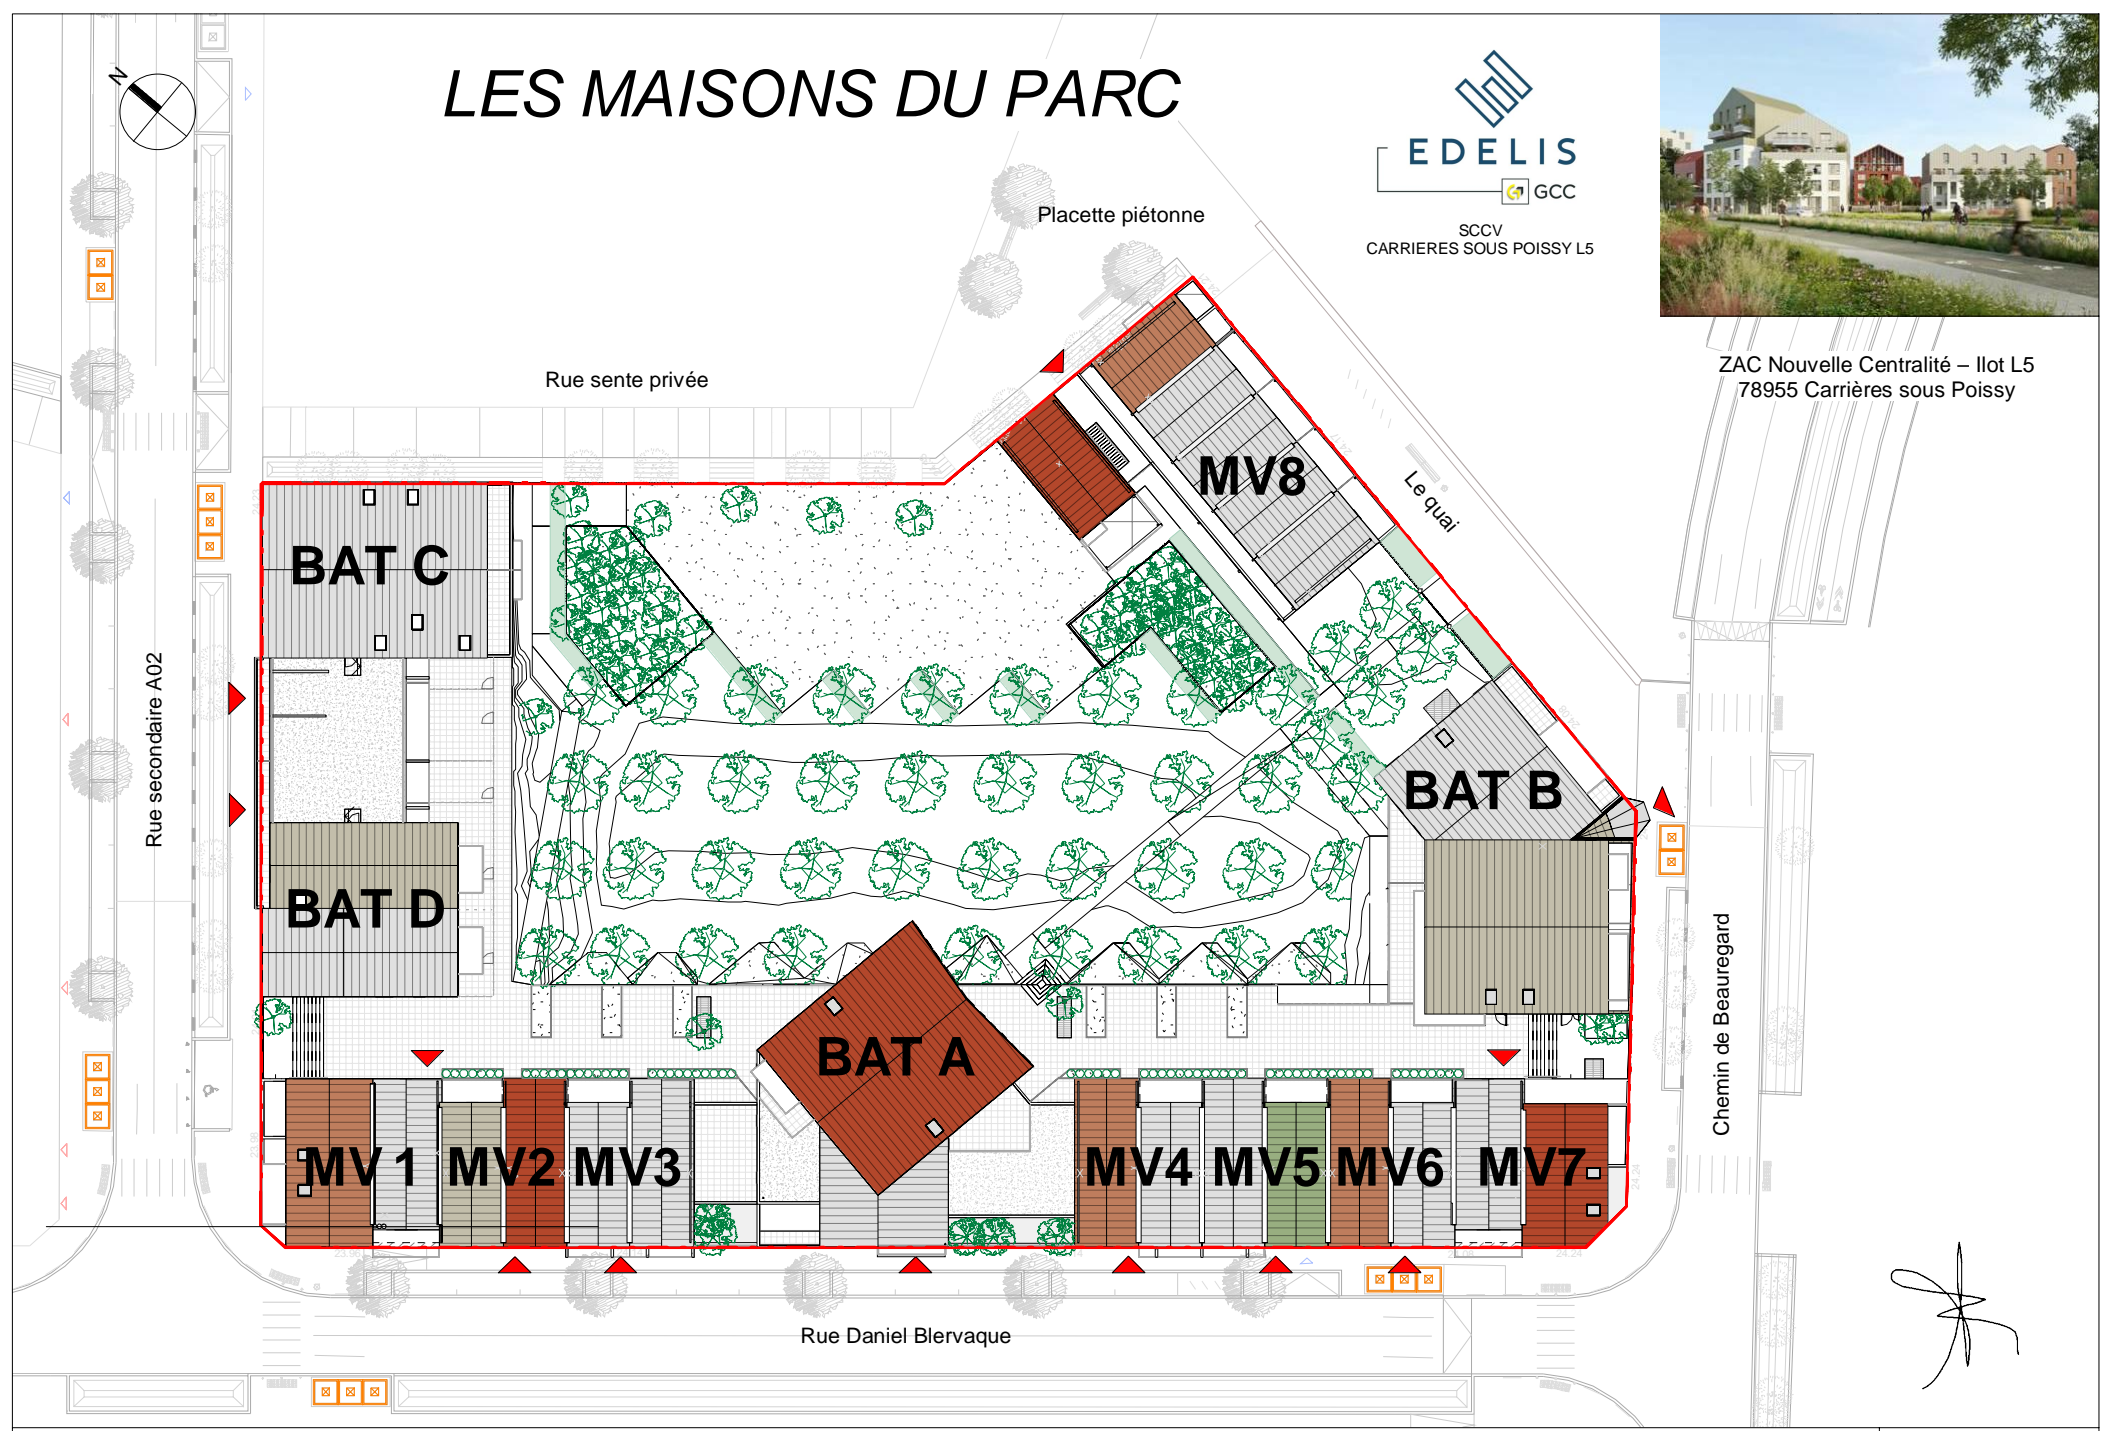 N
LES MAISONS DU PARC
EDELIS
GCC
SCCV
CARRIERES SOUS POISSY L5
Placette piétonne
ZAC Nouvelle Centralité – Ilot L5
78955 Carrières sous Poissy
Rue sente privée
MV8
Le quai
BAT C
Rue secondaire A02
BAT B
BAT D
Chemin de Beauregard
BAT A
MV1
MV2
MV3
MV4
MV5
MV6
MV7
Rue Daniel Blervaque